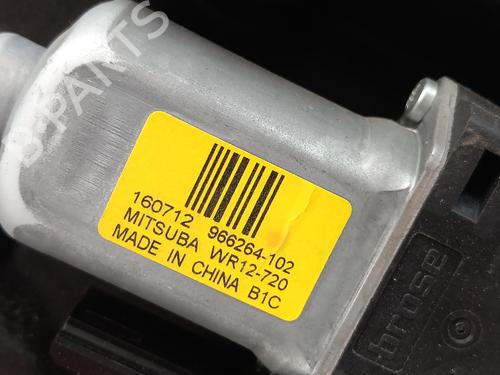 B-PARTS
160712 966264-102
MITSUBA WR12-720
MADE IN CHINA B1C
brose